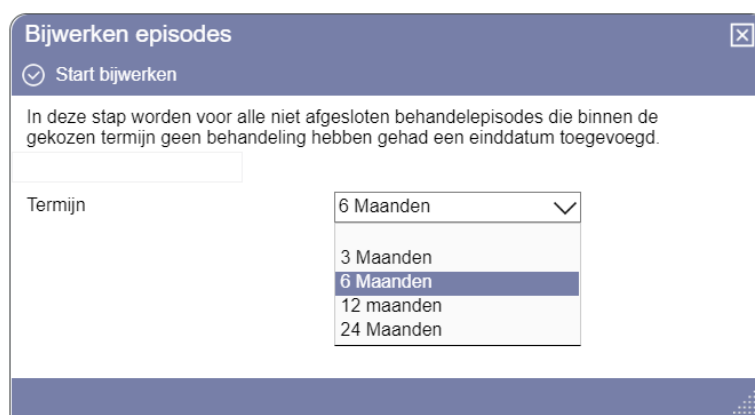 Bijwerken episodes
Start bijwerken
In deze stap worden voor alle niet afgesloten behandelepisodes die binnen de
gekozen termijn geen behandeling hebben gehad een einddatum toegevoegd.
Termijn
6 Maanden
3 Maanden
6 Maanden
12 maanden
24 Maanden